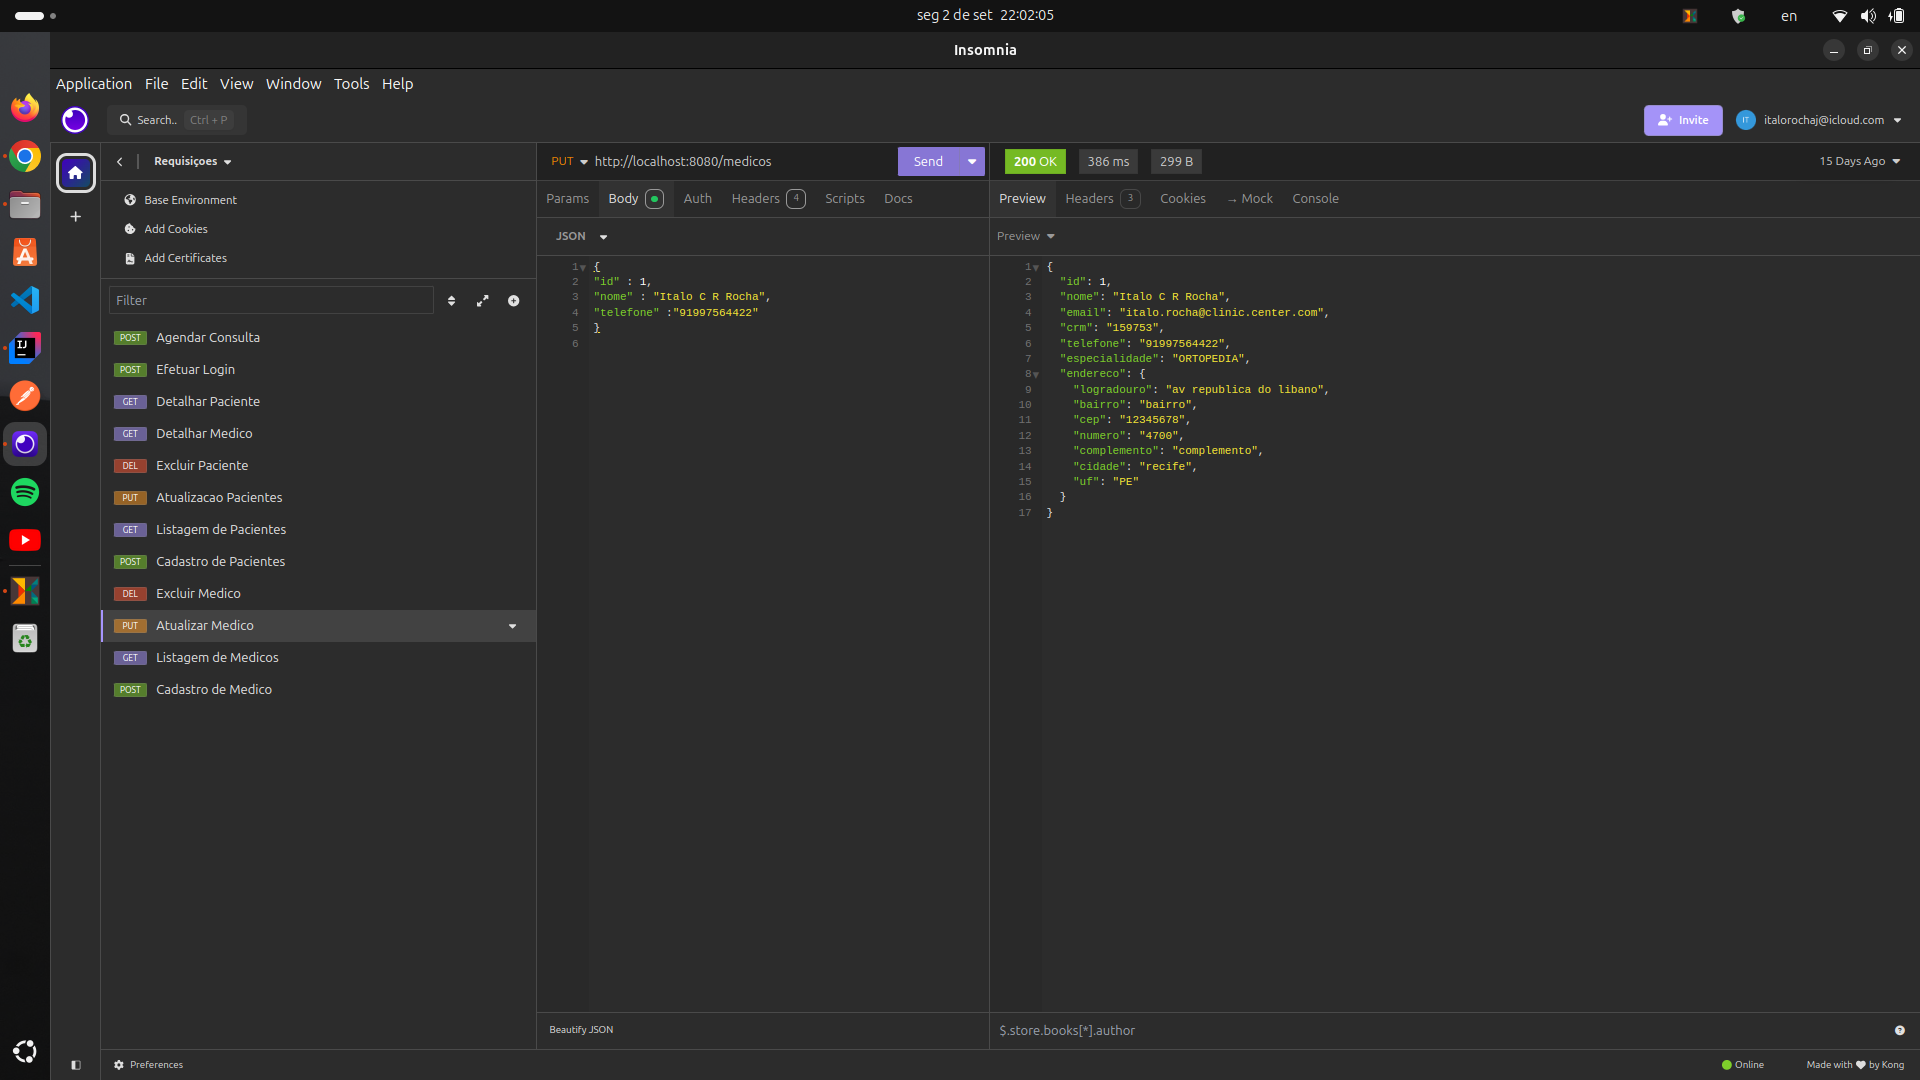 seg 2 de set 22:02:05
en
Insomnia
Application File Edit View Window Tools Help
Search.. Ctrl + P
Invite
IT
italorochaj@icloud.com
Requisiçoes
Base Environment
Add Cookies
Add Certificates
Filter
POST Agendar Consulta
POST Efetuar Login
GET Detalhar Paciente
GET Detalhar Medico
DEL Excluir Paciente
PUT Atualizacao Pacientes
GET Listagem de Pacientes
POST Cadastro de Pacientes
DEL Excluir Medico
PUT Atualizar Medico
GET Listagem de Medicos
POST Cadastro de Medico
PUT http://localhost:8080/medicos Send
Params Body Auth Headers 4 Scripts Docs
JSON
1 {
2 "id" : 1,
3 "nome" : "Italo C R Rocha",
4 "telefone" :"91997564422"
5 }
6
Beautify JSON
200 OK 386 ms 299 B 15 Days Ago
Preview Headers 3 Cookies → Mock Console
Preview
1 {
2 "id": 1,
3 "nome": "Italo C R Rocha",
4 "email": "italo.rocha@clinic.center.com",
5 "crm": "159753",
6 "telefone": "91997564422",
7 "especialidade": "ORTOPEDIA",
8 "endereco": {
9 "logradouro": "av republica do libano",
10 "bairro": "bairro",
11 "cep": "12345678",
12 "numero": "4700",
13 "complemento": "complemento",
14 "cidade": "recife",
15 "uf": "PE"
16 }
17 }
$.store.books[*].author
Preferences
Online
Made with ♥ by Kong